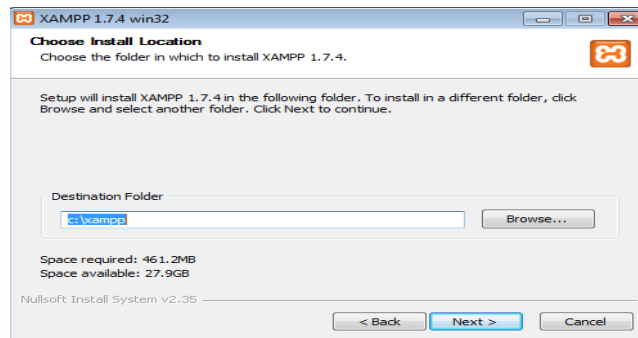 XAMPP 1.7.4 win32
Choose Install Location
Choose the folder in which to install XAMPP 1.7.4.
Setup will install XAMPP 1.7.4 in the following folder. To install in a different folder, click
Browse and select another folder. Click Next to continue.
Destination Folder
c:\xampp
Browse...
Space required: 461.2MB
Space available: 27.9GB
Nullsoft Install System v2.35
< Back Next > Cancel